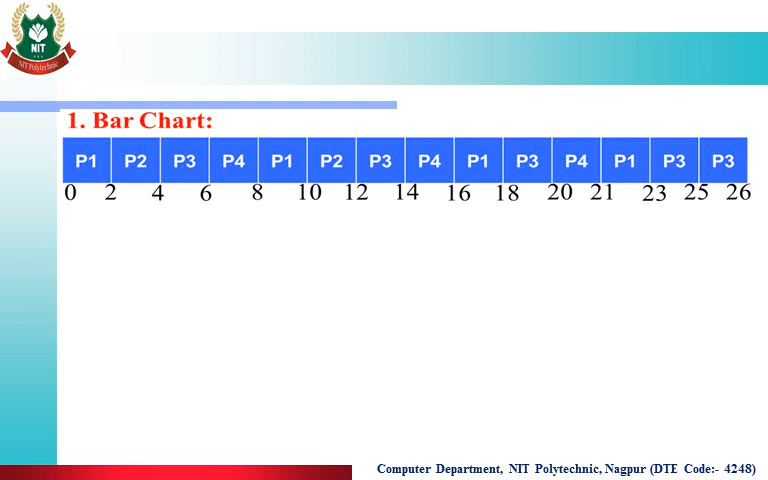 NIT
NIT Polytechnic
1. Bar Chart:
P1 P2 P3 P4 P1 P2 P3 P4 P1 P3 P4 P1 P3 P3
0 2 4 6 8 10 12 14 16 18 20 21 23 25 26
Computer Department, NIT Polytechnic, Nagpur (DTE Code:- 4248)